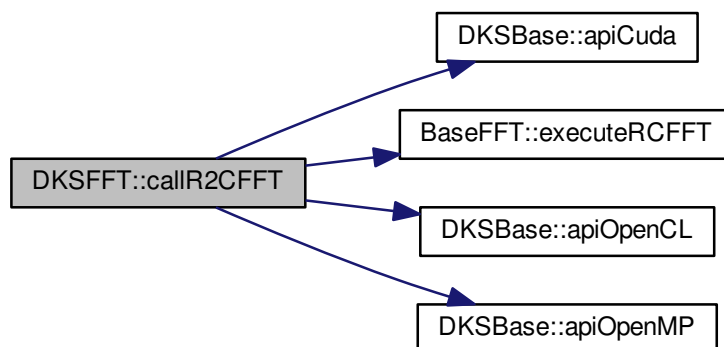 DKSBase::apiCuda
BaseFFT::executeRCFFT
DKSFFT::callR2CFFT
DKSBase::apiOpenCL
DKSBase::apiOpenMP